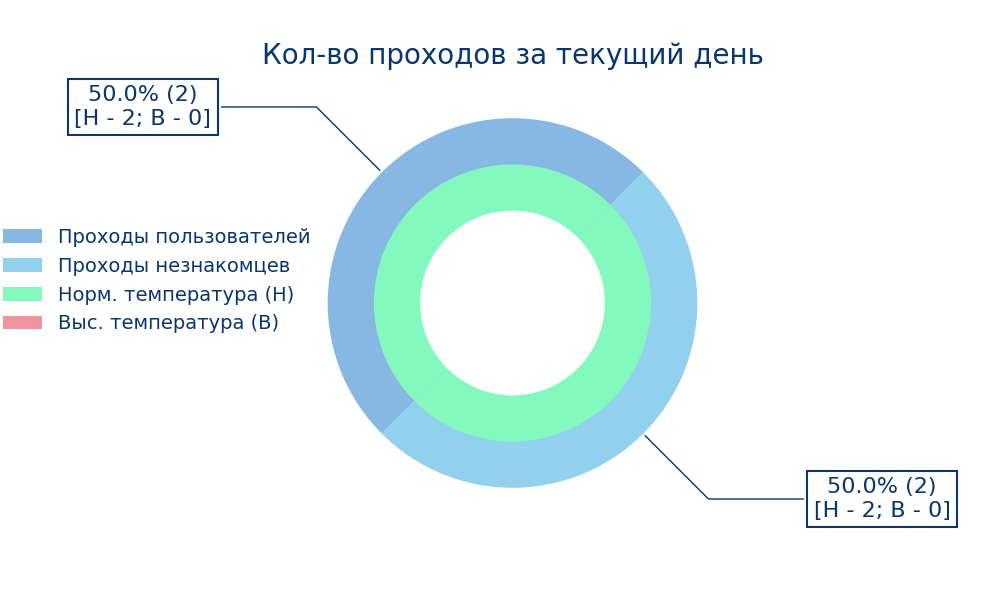 Кол-во проходов за текущий день
50.0% (2)
[Н - 2; В - 0]
Проходы пользователей
Проходы незнакомцев
Норм. температура (Н)
Выс. температура (В)
50.0% (2)
[Н - 2; В - 0]